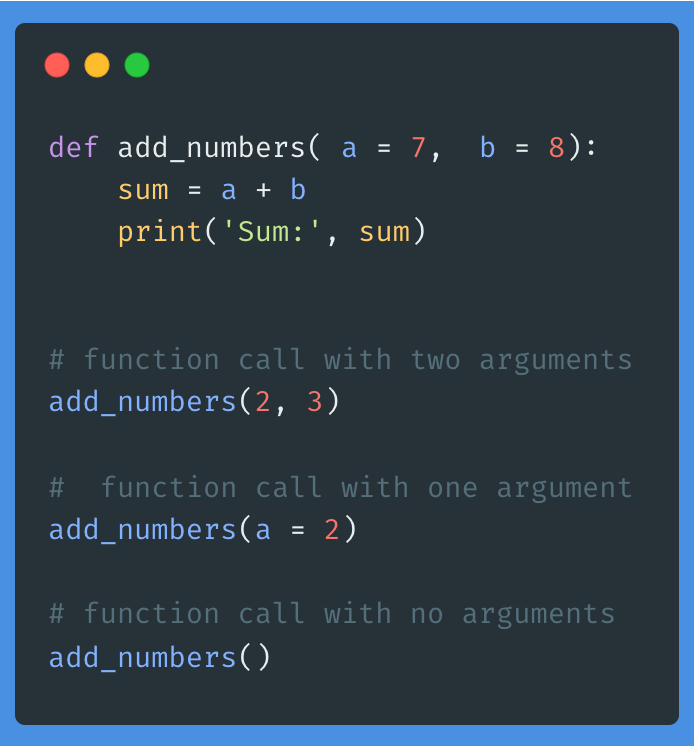 def add_numbers( a = 7,  b = 8):
    sum = a + b
    print('Sum:', sum)
# function call with two arguments
add_numbers(2, 3)
#  function call with one argument
add_numbers(a = 2)
# function call with no arguments
add_numbers()